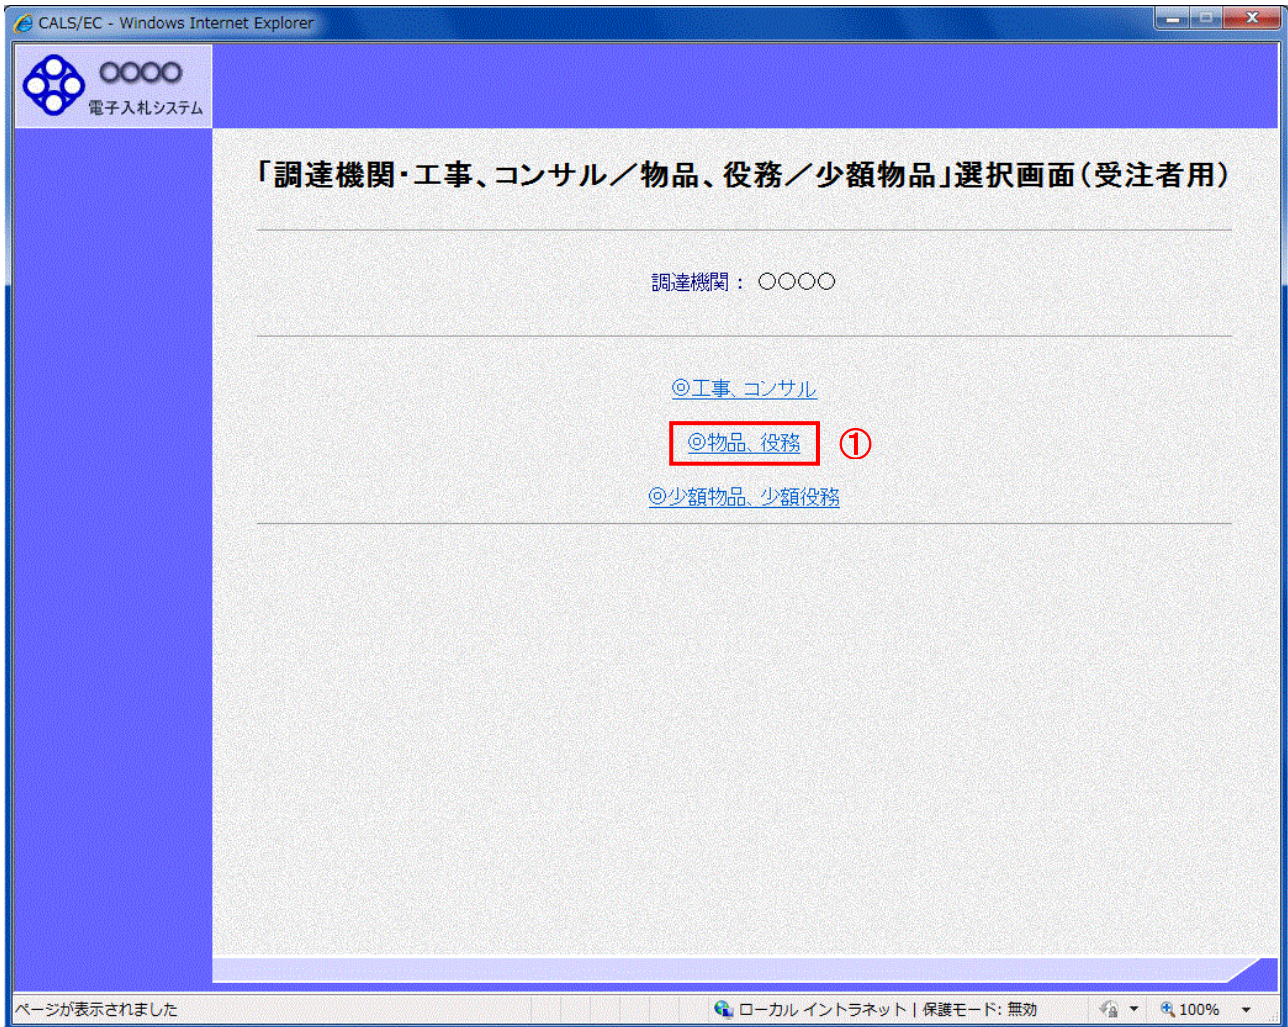 CALS/EC - Windows Internet Explorer
○○○○
電子入札システム
「調達機関・工事、コンサル／物品、役務／少額物品」選択画面（受注者用）
調達機関： ○○○○
◎工事、コンサル
◎物品、役務 ①
◎少額物品、少額役務
ページが表示されました ローカル イントラネット | 保護モード: 無効 100%